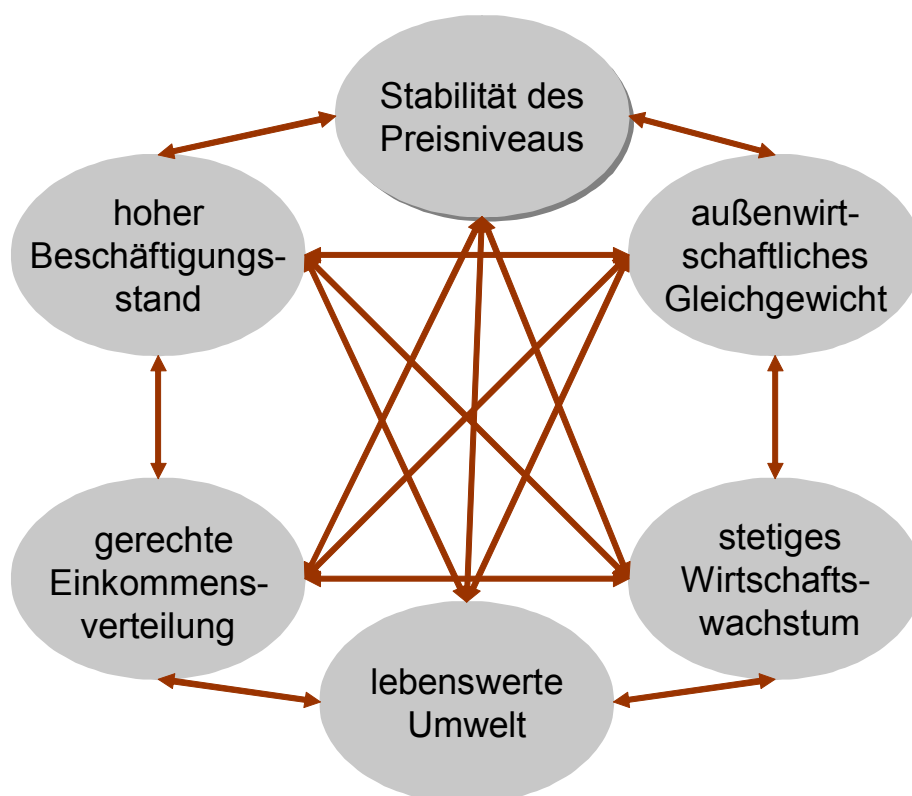 Stabilität des
Preisniveaus
hoher
Beschäftigungs-
stand
außenwirt-
schaftliches
Gleichgewicht
gerechte
Einkommens-
verteilung
stetiges
Wirtschafts-
wachstum
lebenswerte
Umwelt